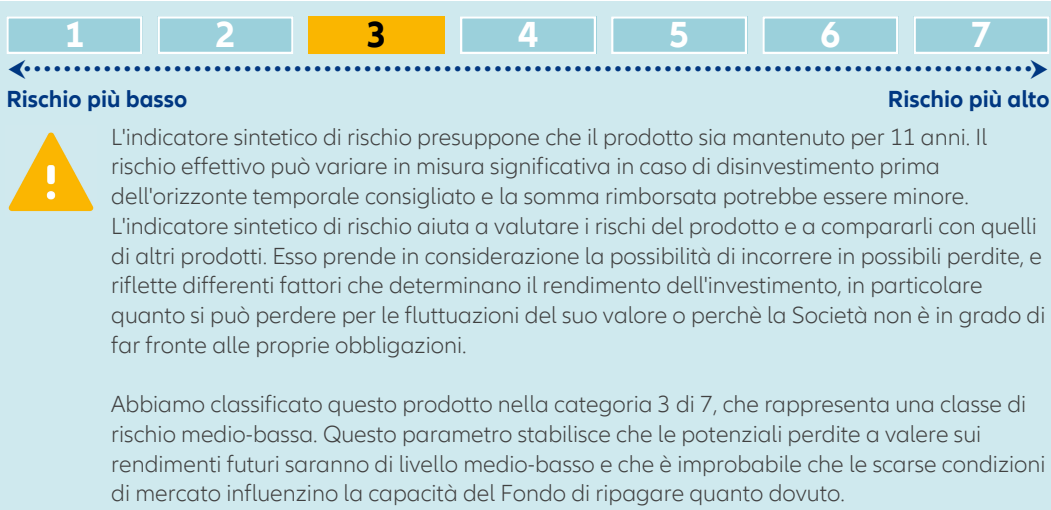 1 2 3 4 5 6 7
Rischio più basso Rischio più alto
L'indicatore sintetico di rischio presuppone che il prodotto sia mantenuto per 11 anni. Il
rischio effettivo può variare in misura significativa in caso di disinvestimento prima
dell'orizzonte temporale consigliato e la somma rimborsata potrebbe essere minore.
L'indicatore sintetico di rischio aiuta a valutare i rischi del prodotto e a compararli con quelli
di altri prodotti. Esso prende in considerazione la possibilità di incorrere in possibili perdite, e
riflette differenti fattori che determinano il rendimento dell'investimento, in particolare
quanto si può perdere per le fluttuazioni del suo valore o perchè la Società non è in grado di
far fronte alle proprie obbligazioni.
Abbiamo classificato questo prodotto nella categoria 3 di 7, che rappresenta una classe di
rischio medio-bassa. Questo parametro stabilisce che le potenziali perdite a valere sui
rendimenti futuri saranno di livello medio-basso e che è improbabile che le scarse condizioni
di mercato influenzino la capacità del Fondo di ripagare quanto dovuto.